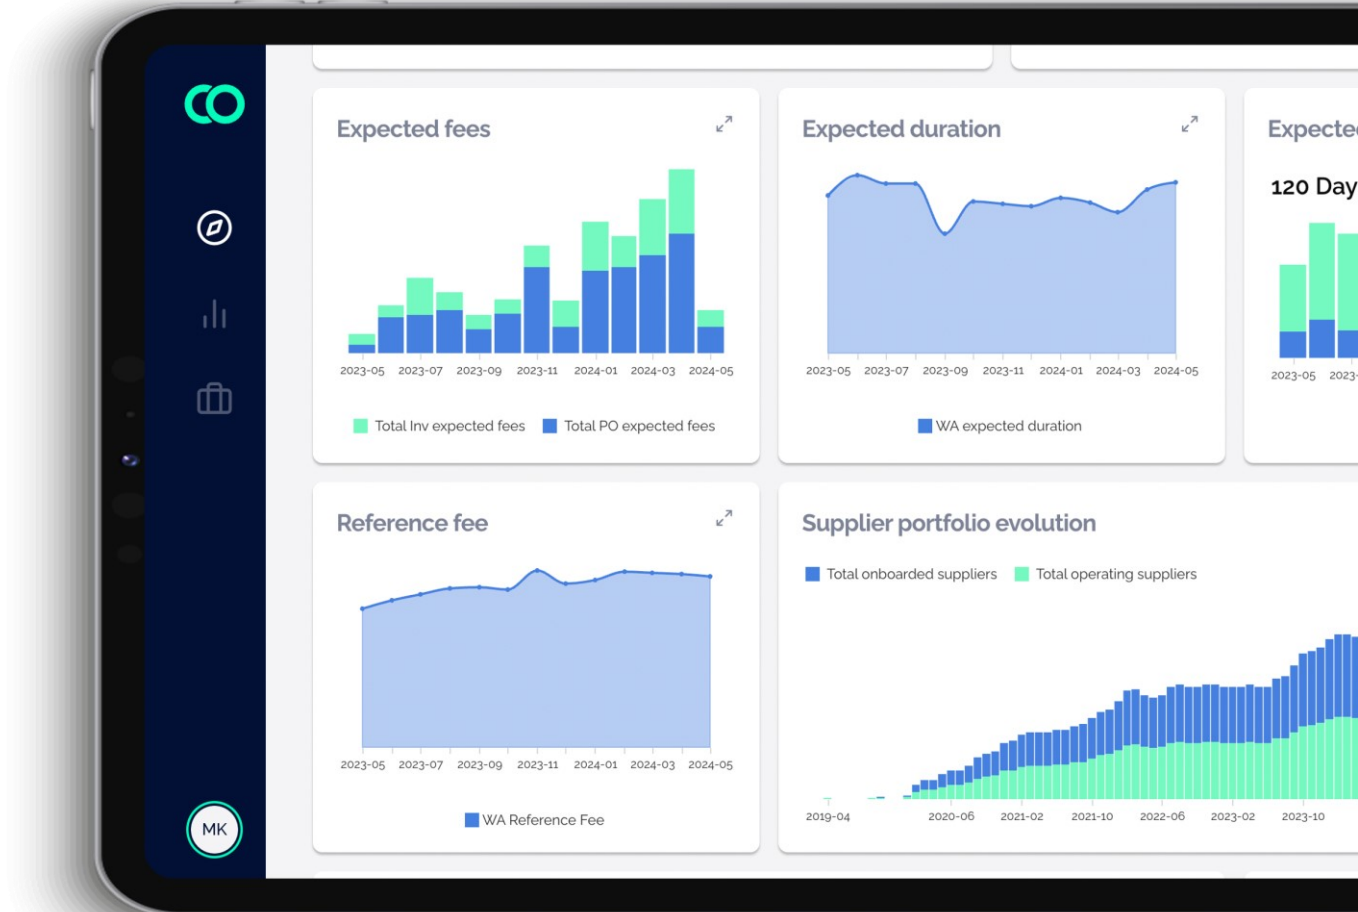 Expected fees
2023-05 2023-07 2023-09 2023-11 2024-01 2024-03 2024-05
Total Inv expected fees Total PO expected fees
Expected duration
2023-05 2023-07 2023-09 2023-11 2024-01 2024-03 2024-05
WA expected duration
120 Day
2023-05
Reference fee
2023-05 2023-07 2023-09 2023-11 2024-01 2024-03 2024-05
WA Reference Fee
Supplier portfolio evolution
Total onboarded suppliers Total operating suppliers
2019-04 2020-06 2021-02 2021-10 2022-06 2023-02 2023-10
MK